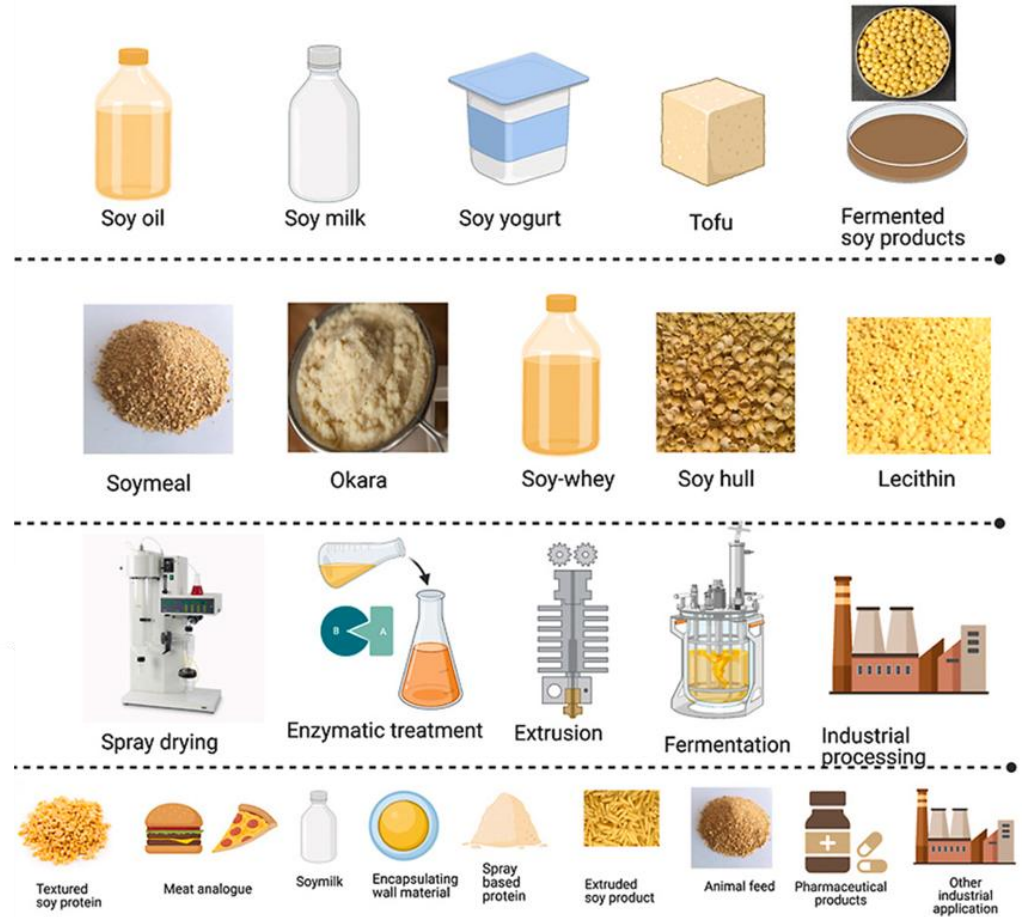 Soy oil
Soy milk
Soy yogurt
Tofu
Fermented
soy products
Soymeal
Okara
Soy-whey
Soy hull
Lecithin
B
A
Spray drying
Enzymatic treatment
Extrusion
Fermentation
Industrial
processing
Textured
soy protein
Meat analogue
Soymilk
Encapsulating
wall material
Spray
based
protein
Extruded
soy product
Animal feed
Pharmaceutical
products
Other
industrial
application